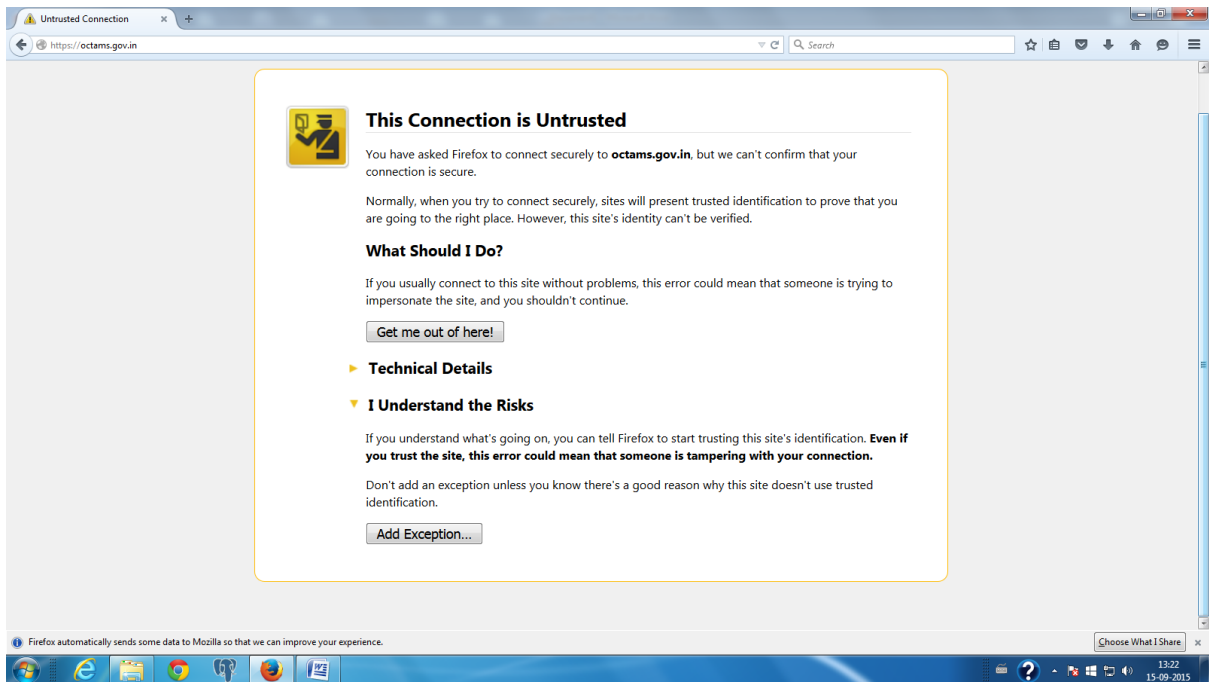 Untrusted Connection
https://octams.gov.in
Search
This Connection is Untrusted
You have asked Firefox to connect securely to octams.gov.in, but we can't confirm that your
connection is secure.
Normally, when you try to connect securely, sites will present trusted identification to prove that you
are going to the right place. However, this site's identity can't be verified.
What Should I Do?
If you usually connect to this site without problems, this error could mean that someone is trying to
impersonate the site, and you shouldn't continue.
Get me out of here!
Technical Details
I Understand the Risks
If you understand what's going on, you can tell Firefox to start trusting this site's identification. Even if
you trust the site, this error could mean that someone is tampering with your connection.
Don't add an exception unless you know there's a good reason why this site doesn't use trusted
identification.
Add Exception...
Firefox automatically sends some data to Mozilla so that we can improve your experience.
Choose What I Share
13:22
15-09-2015